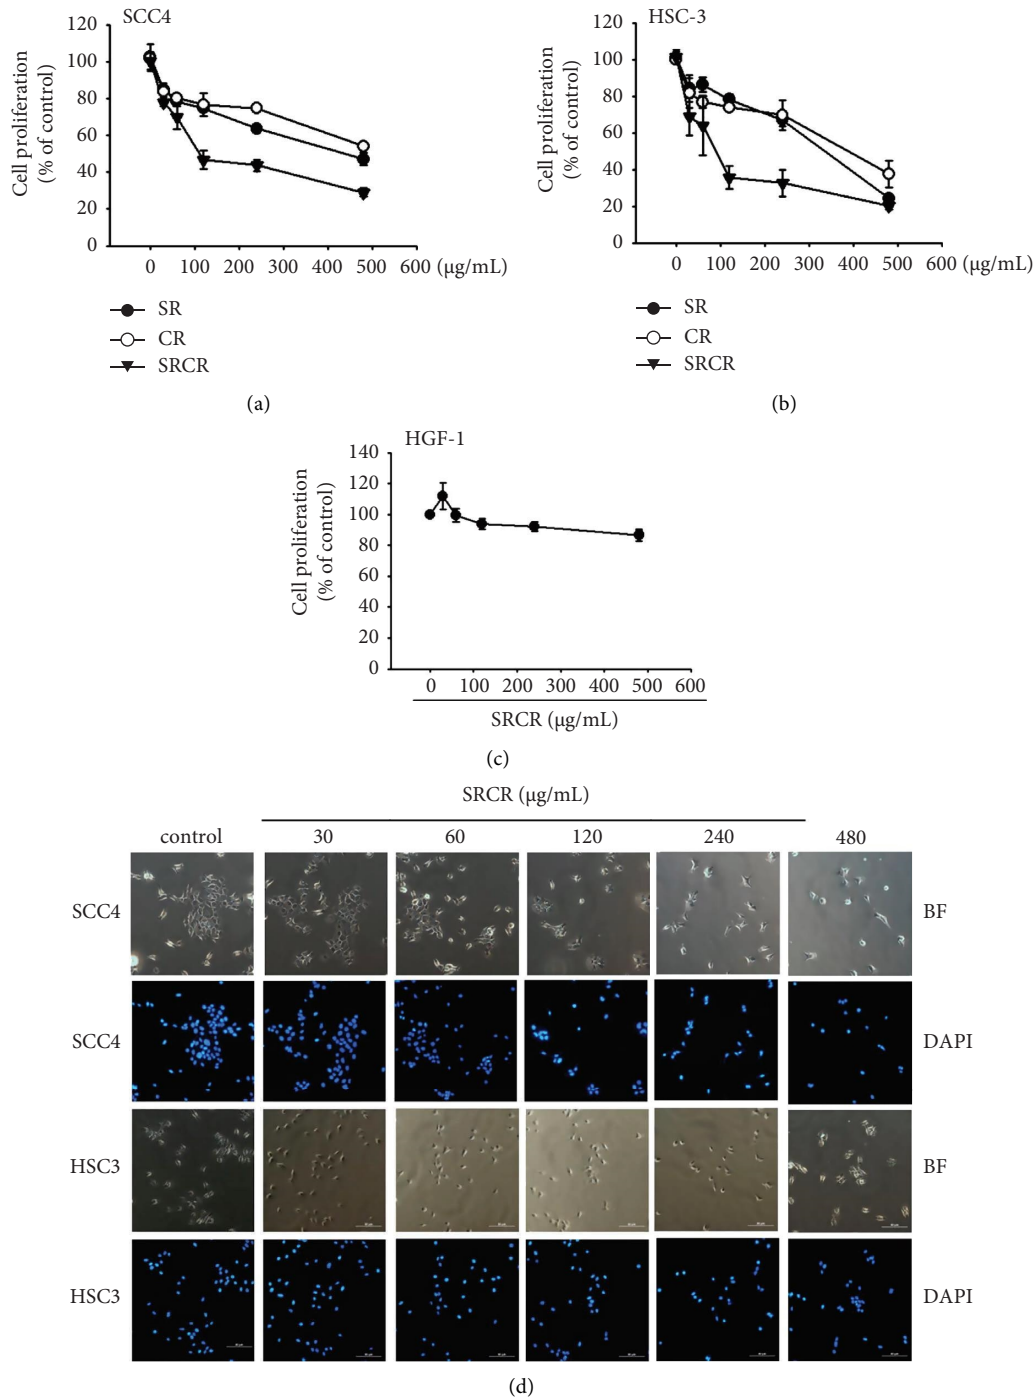 SCC4
Cell proliferation
(% of control)
120
100
80
60
40
20
0
0 100 200 300 400 500 600 (µg/mL)
SR
CR
SRCR
(a)
HSC-3
Cell proliferation
(% of control)
120
100
80
60
40
20
0
0 100 200 300 400 500 600 (µg/mL)
SR
CR
SRCR
(b)
HGF-1
Cell proliferation
(% of control)
140
120
100
80
60
40
20
0
0 100 200 300 400 500 600
SRCR (µg/mL)
(c)
SRCR (µg/mL)
control 30 60 120 240 480
SCC4 BF
SCC4 DAPI
HSC3 BF
HSC3 DAPI
(d)